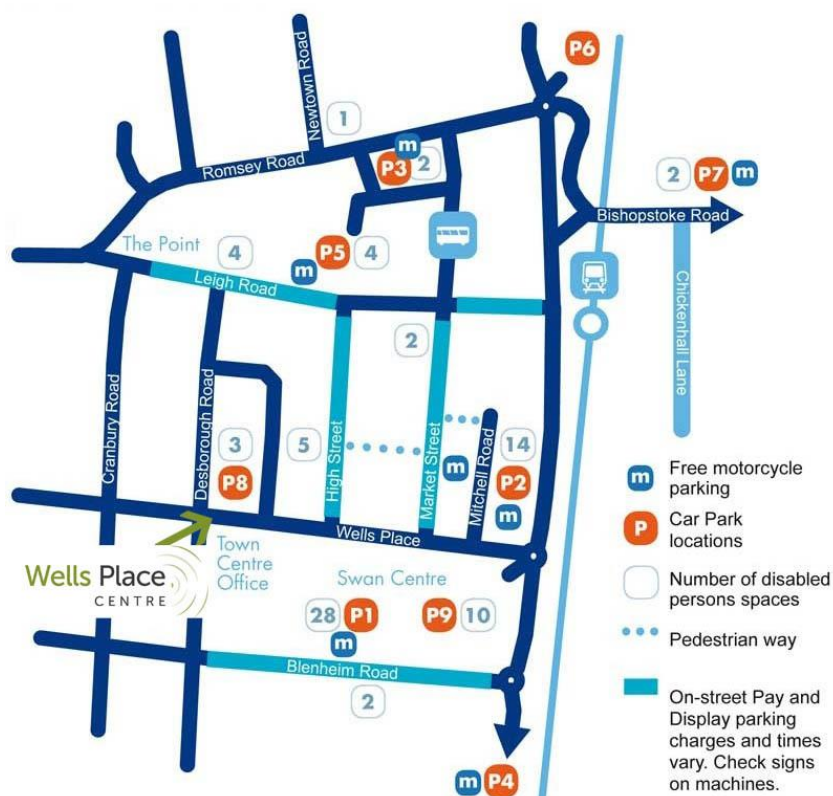 P6
Newtown Road
1
m
Romsey Road
P3
2
2
P7
m
Bishopstoke Road
The Point
4
P5
4
m
Leigh Road
Chickenhall Lane
2
Cranbury Road
Desborough Road
3
P8
5
High Street
Market Street
m
Mitchell Road
14
P2
m
m
Free motorcycle
parking
P
Car Park
locations
Number of disabled
persons spaces
Pedestrian way
On-street Pay and
Display parking
charges and times
vary. Check signs
on machines.
Wells Place
Wells Place
CENTRE
Town
Centre
Office
Swan Centre
28
P1
P9
10
m
Blenheim Road
2
m
P4